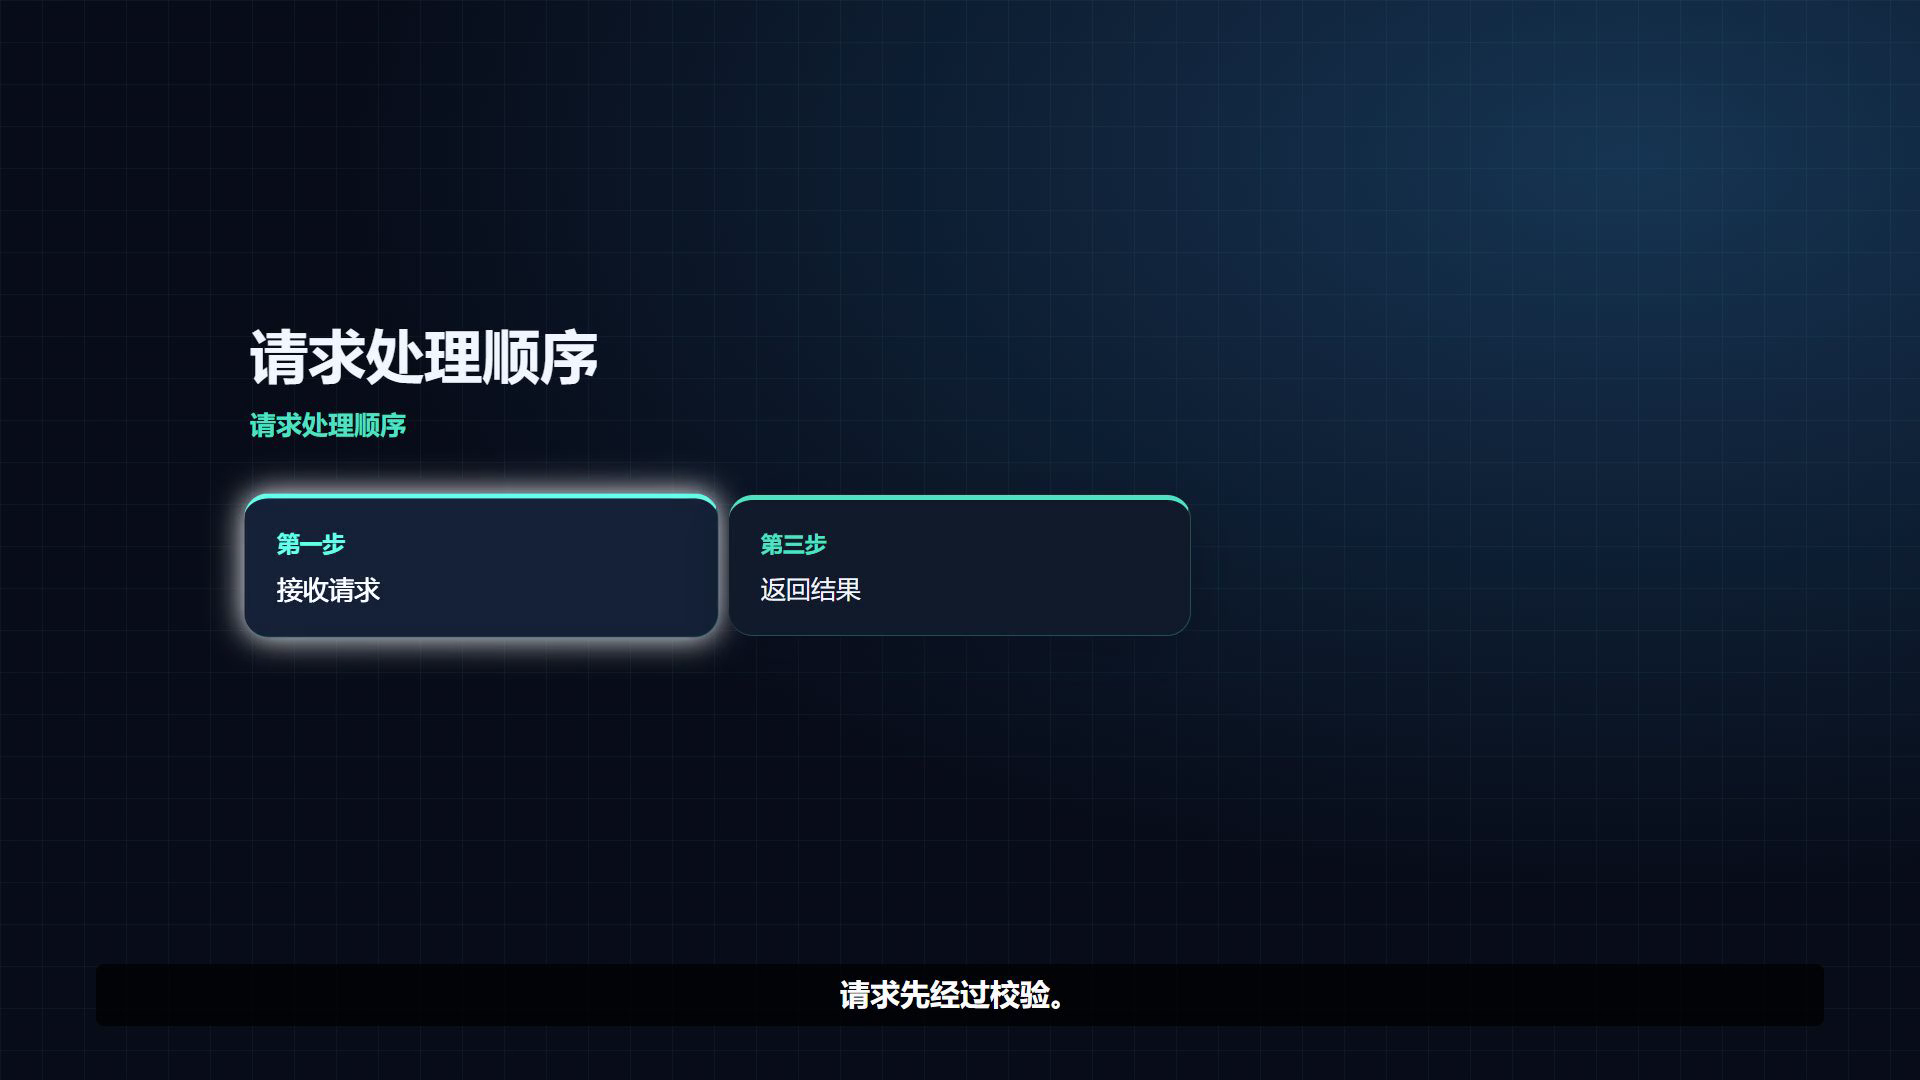 请求处理顺序
请求处理顺序
第一步
接收请求
第三步
返回结果
请求先经过校验。